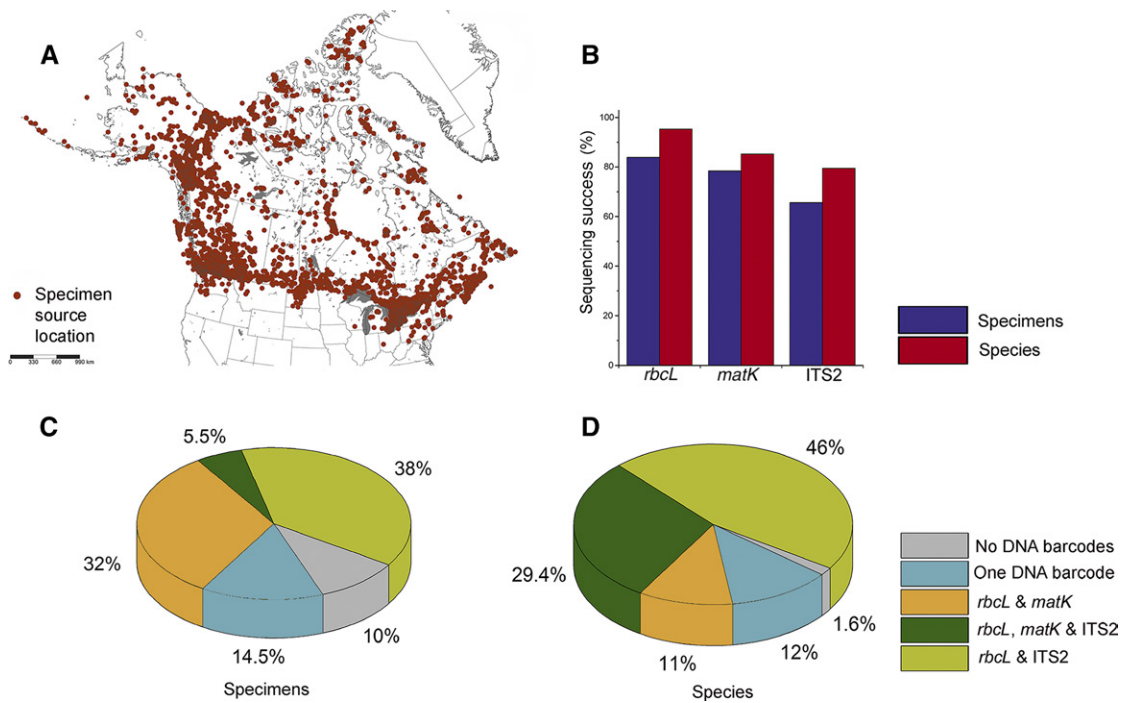 A
Specimen
source
location
0 330 660 990 km
B
Sequencing success (%)
100
80
60
40
20
0
rbcL matK ITS2
Specimens
Species
C
5.5%
38%
32%
14.5%
10%
Specimens
D
46%
29.4%
11%
12%
1.6%
Species
No DNA barcodes
One DNA barcode
rbcL & matK
rbcL, matK & ITS2
rbcL & ITS2